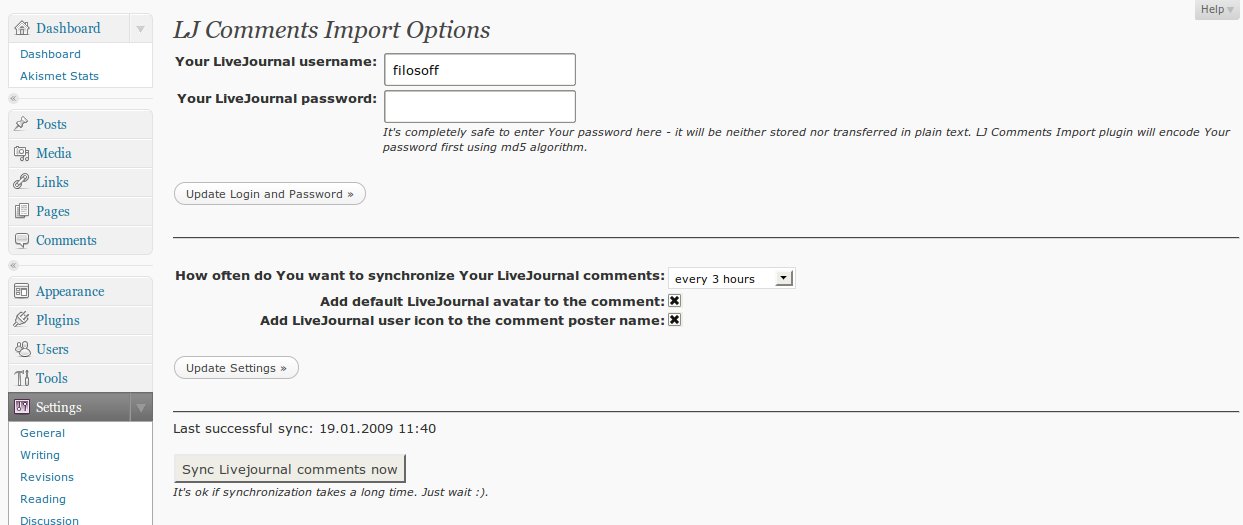 Help
Dashboard
Dashboard
Akismet Stats
Posts
Media
Links
Pages
Comments
Appearance
Plugins
Users
Tools
Settings
General
Writing
Revisions
Reading
Discussion
LJ Comments Import Options
Your LiveJournal username: filosoff
Your LiveJournal password:
It's completely safe to enter Your password here - it will be neither stored nor transferred in plain text. LJ Comments Import plugin will encode Your
password first using md5 algorithm.
Update Login and Password »
How often do You want to synchronize Your LiveJournal comments: every 3 hours
Add default LiveJournal avatar to the comment:
Add LiveJournal user icon to the comment poster name:
Update Settings »
Last successful sync: 19.01.2009 11:40
Sync Livejournal comments now
It's ok if synchronization takes a long time. Just wait :).